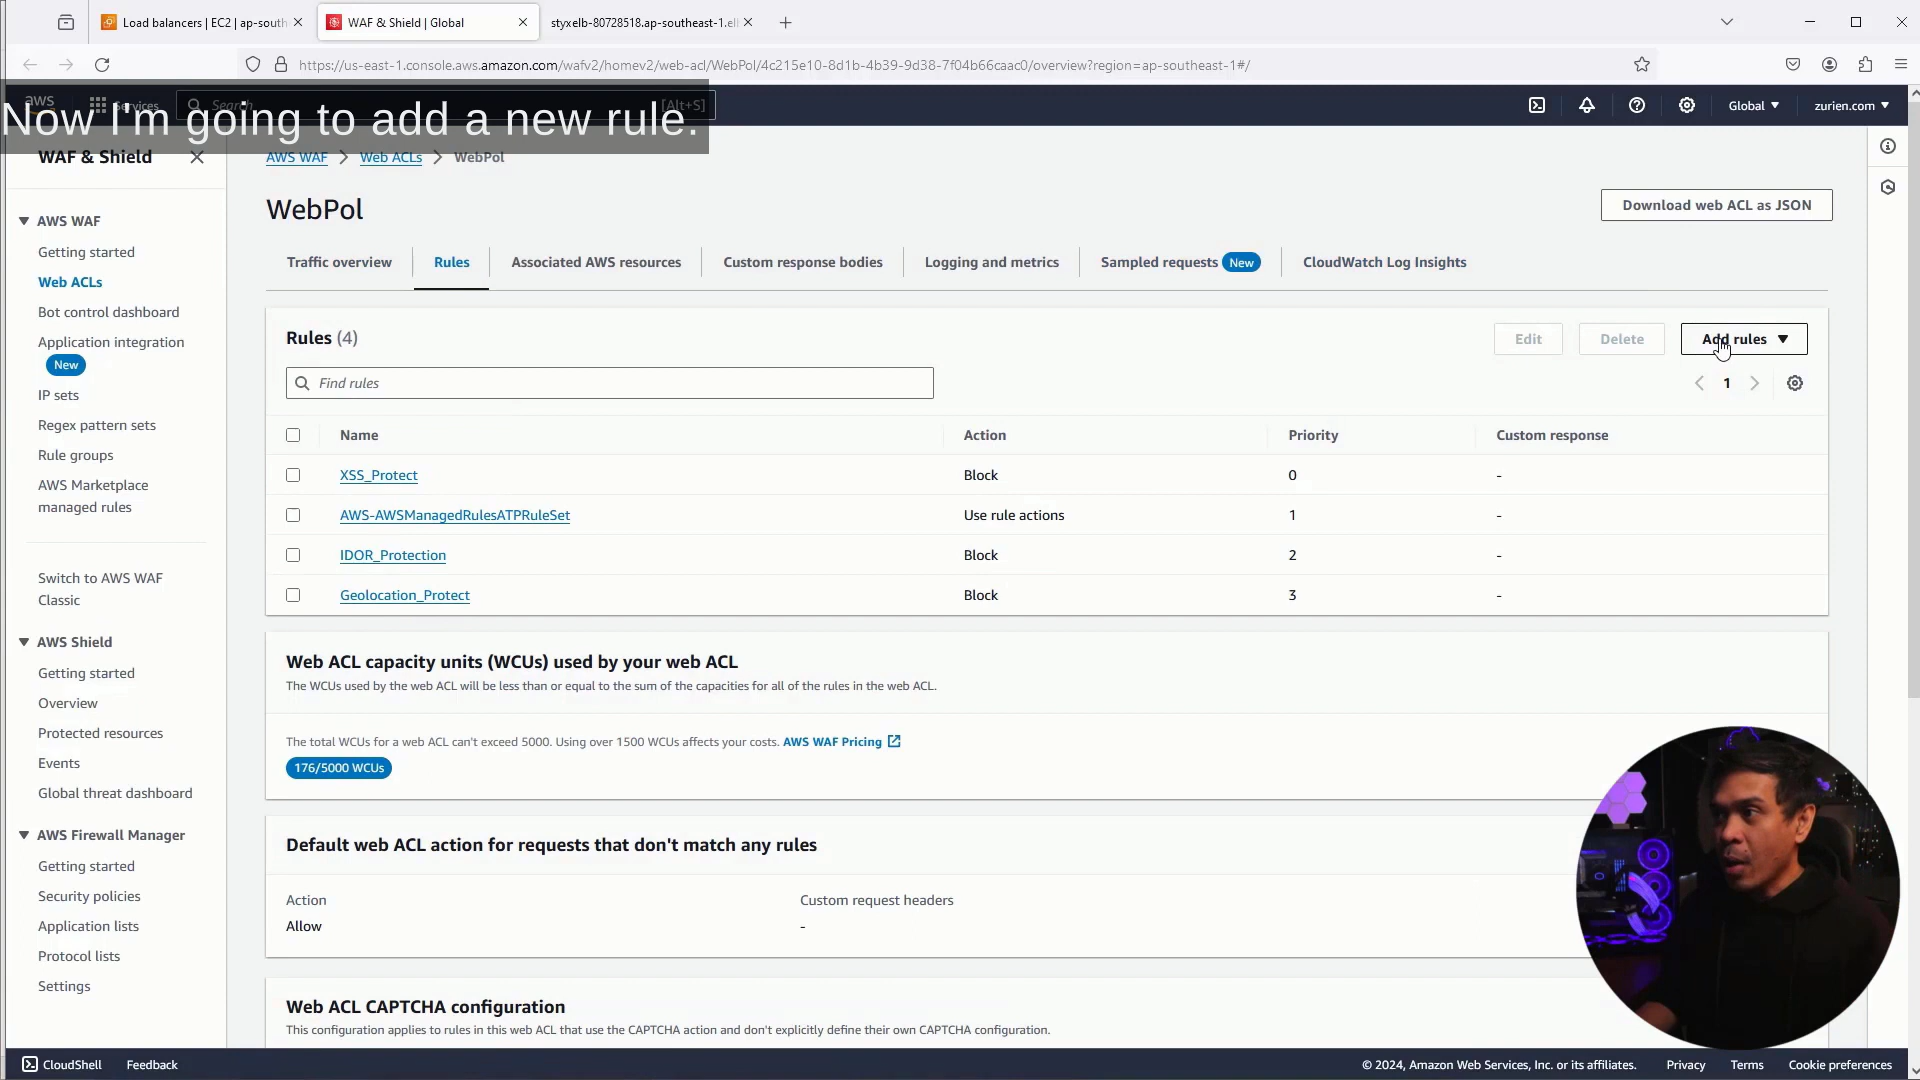 Load balancers | EC2 | ap-south
WAF & Shield | Global
styxelb-80728518.ap-southeast-1.el
https://us-east-1.console.aws.amazon.com/wafv2/homev2/web-acl/WebPol/4c215e10-8d1b-4b39-9d38-7f04b66caac0/overview?region=ap-southeast-1#/
aws
Services
Search
[Alt+S]
Global
zurien.com
Now I'm going to add a new rule.
WAF & Shield
AWS WAF
Getting started
Web ACLs
Bot control dashboard
Application integration
New
IP sets
Regex pattern sets
Rule groups
AWS Marketplace
managed rules
Switch to AWS WAF
Classic
AWS Shield
Getting started
Overview
Protected resources
Events
Global threat dashboard
AWS Firewall Manager
Getting started
Security policies
Application lists
Protocol lists
Settings
AWS WAF
Web ACLs
WebPol
WebPol
Download web ACL as JSON
Traffic overview
Rules
Associated AWS resources
Custom response bodies
Logging and metrics
Sampled requests New
CloudWatch Log Insights
Rules (4)
Edit
Delete
Add rules
Find rules
1
Name Action Priority Custom response
XSS_Protect Block 0 -
AWS-AWSManagedRulesATPRuleSet Use rule actions 1 -
IDOR_Protection Block 2 -
Geolocation_Protect Block 3 -
Web ACL capacity units (WCUs) used by your web ACL
The WCUs used by the web ACL will be less than or equal to the sum of the capacities for all of the rules in the web ACL.
The total WCUs for a web ACL can't exceed 5000. Using over 1500 WCUs affects your costs. AWS WAF Pricing
176/5000 WCUs
Default web ACL action for requests that don't match any rules
Action Custom request headers
Allow -
Web ACL CAPTCHA configuration
This configuration applies to rules in this web ACL that use the CAPTCHA action and don't explicitly define their own CAPTCHA configuration.
CloudShell
Feedback
© 2024, Amazon Web Services, Inc. or its affiliates.
Privacy
Terms
Cookie preferences